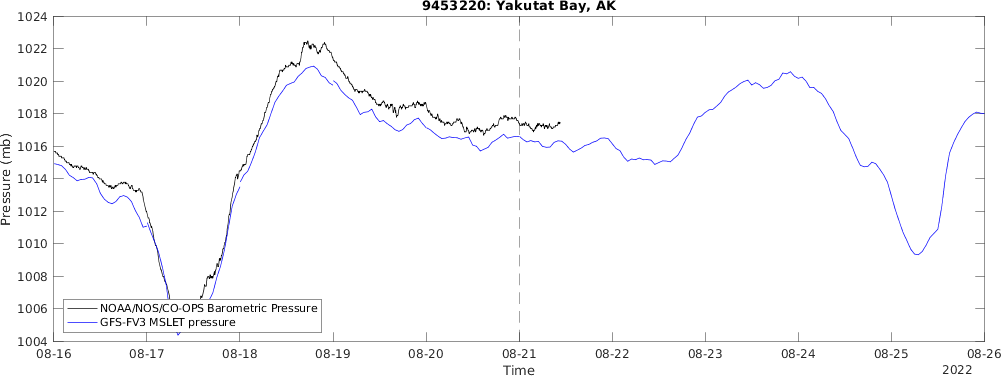 9453220: Yakutat Bay, AK
Pressure (mb)
1024
1022
1020
1018
1016
1014
1012
1010
1008
1006
1004
NOAA/NOS/CO-OPS Barometric Pressure
GFS-FV3 MSLET pressure
08-16 08-17 08-18 08-19 08-20 08-21 08-22 08-23 08-24 08-25 08-26
Time
2022